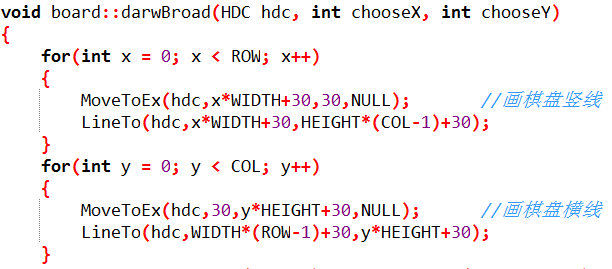 void board::darwBroad(HDC hdc, int chooseX, int chooseY)
{
    for(int x = 0; x < ROW; x++)
    {
        MoveToEx(hdc,x*WIDTH+30,30,NULL);       //画棋盘竖线
        LineTo(hdc,x*WIDTH+30,HEIGHT*(COL-1)+30);
    }
    for(int y = 0; y < COL; y++)
    {
        MoveToEx(hdc,30,y*HEIGHT+30,NULL);      //画棋盘横线
        LineTo(hdc,WIDTH*(ROW-1)+30,y*HEIGHT+30);
    }